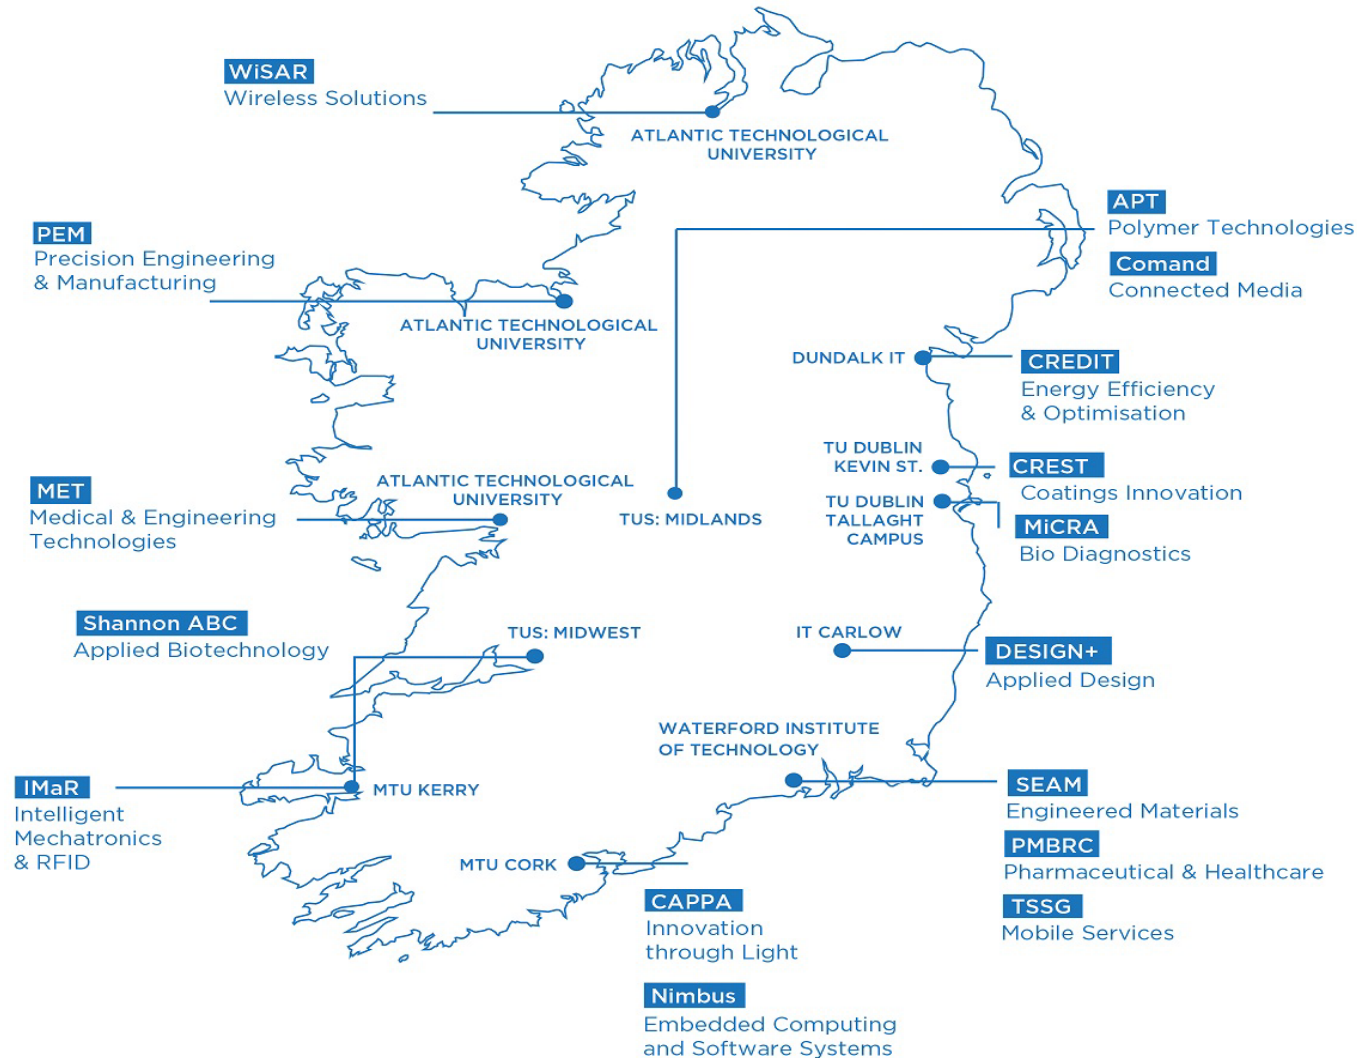 WiSAR
Wireless Solutions
ATLANTIC TECHNOLOGICAL
UNIVERSITY
APT
Polymer Technologies
Comand
Connected Media
PEM
Precision Engineering
& Manufacturing
ATLANTIC TECHNOLOGICAL
UNIVERSITY
DUNDALK IT
CREDIT
Energy Efficiency
& Optimisation
TU DUBLIN
KEVIN ST.
CREST
Coatings Innovation
MET
Medical & Engineering
Technologies
ATLANTIC TECHNOLOGICAL
UNIVERSITY
TUS: MIDLANDS
TU DUBLIN
TALLAGHT
CAMPUS
MiCRA
Bio Diagnostics
Shannon ABC
Applied Biotechnology
TUS: MIDWEST
IT CARLOW
DESIGN+
Applied Design
WATERFORD INSTITUTE
OF TECHNOLOGY
IMaR
Intelligent
Mechatronics
& RFID
MTU KERRY
SEAM
Engineered Materials
PMBRC
Pharmaceutical & Healthcare
TSSG
Mobile Services
MTU CORK
CAPPA
Innovation
through Light
Nimbus
Embedded Computing
and Software Systems